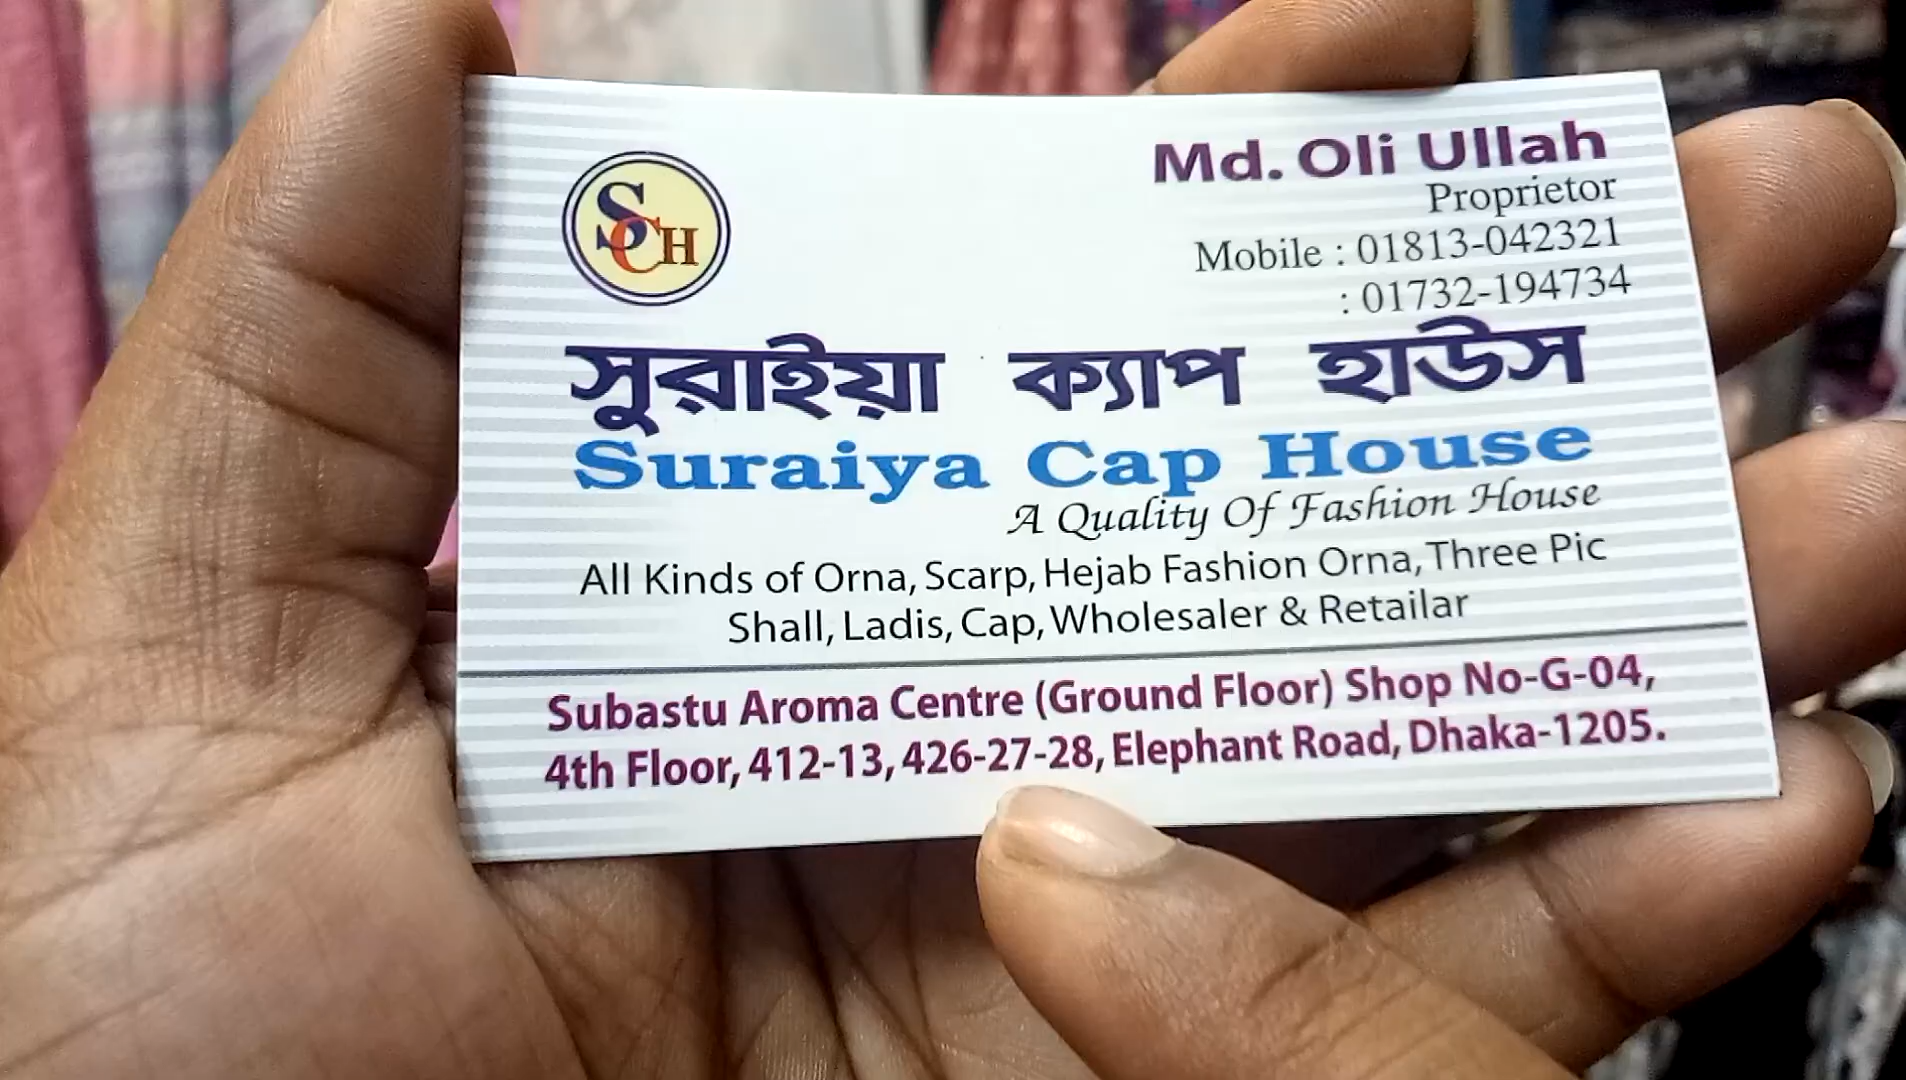 SCH
Md. Oli Ullah
Proprietor
Mobile : 01813-042321
: 01732-194734
সুরাইয়া ক্যাপ হাউস
Suraiya Cap House
A Quality Of Fashion House
All Kinds of Orna, Scarp, Hejab Fashion Orna, Three Pic
Shall, Ladis, Cap, Wholesaler & Retailar
Subastu Aroma Centre (Ground Floor) Shop No-G-04,
4th Floor, 412-13, 426-27-28, Elephant Road, Dhaka-1205.